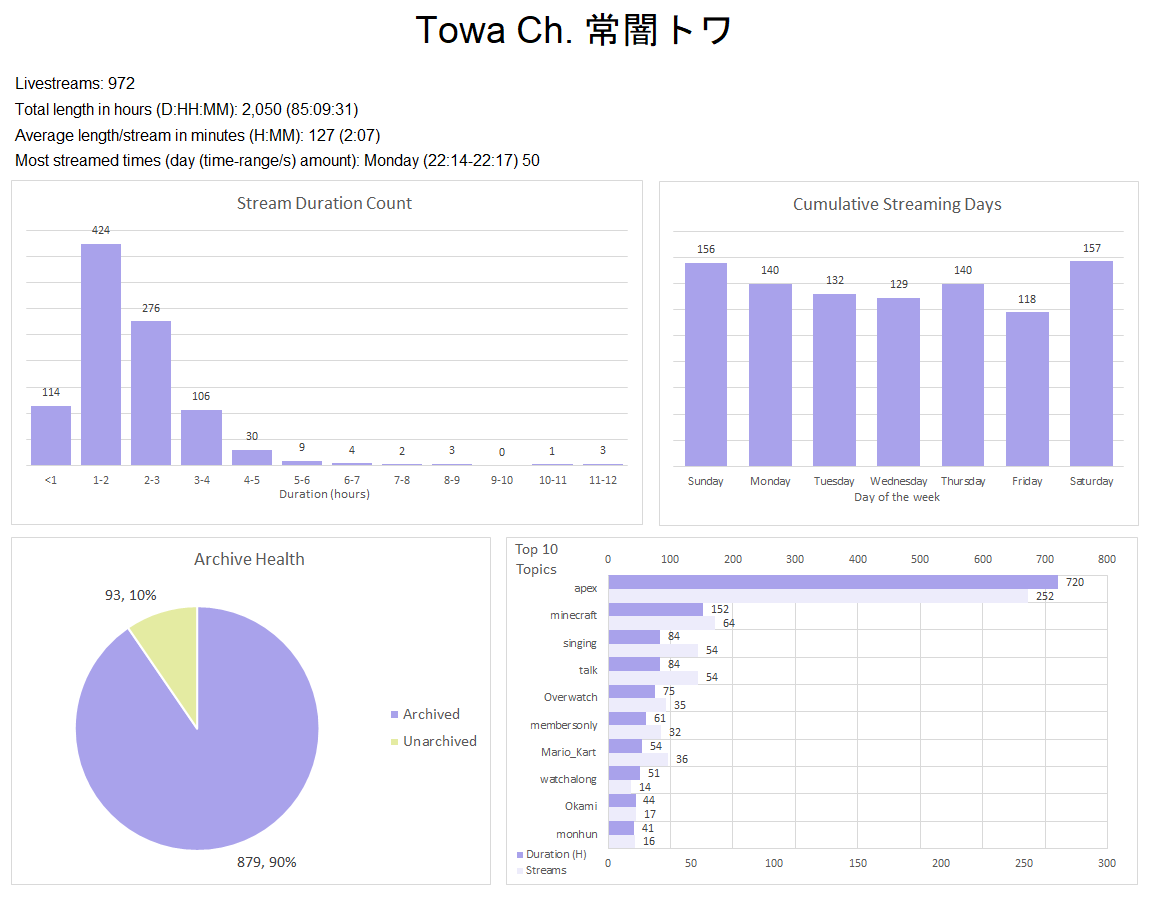 Towa Ch. 常闇トワ
Livestreams: 972
Total length in hours (D:HH:MM): 2,050 (85:09:31)
Average length/stream in minutes (H:MM): 127 (2:07)
Most streamed times (day (time-range/s) amount): Monday (22:14-22:17) 50
Stream Duration Count
424
276
114
106
30
9
4
2
3
0
1
3
<1
1-2
2-3
3-4
4-5
5-6
6-7
7-8
8-9
9-10
10-11
11-12
Duration (hours)
Cumulative Streaming Days
156
140
132
129
140
118
157
Sunday
Monday
Tuesday
Wednesday
Thursday
Friday
Saturday
Day of the week
Archive Health
93, 10%
Archived
Unarchived
879, 90%
Top 10
Topics
0
100
200
300
400
500
600
700
800
apex
720
252
minecraft
152
64
singing
84
54
talk
84
54
Overwatch
75
35
membersonly
61
32
Mario_Kart
54
36
watchalong
51
14
Okami
44
17
monhun
41
16
Duration (H)
Streams
0
50
100
150
200
250
300